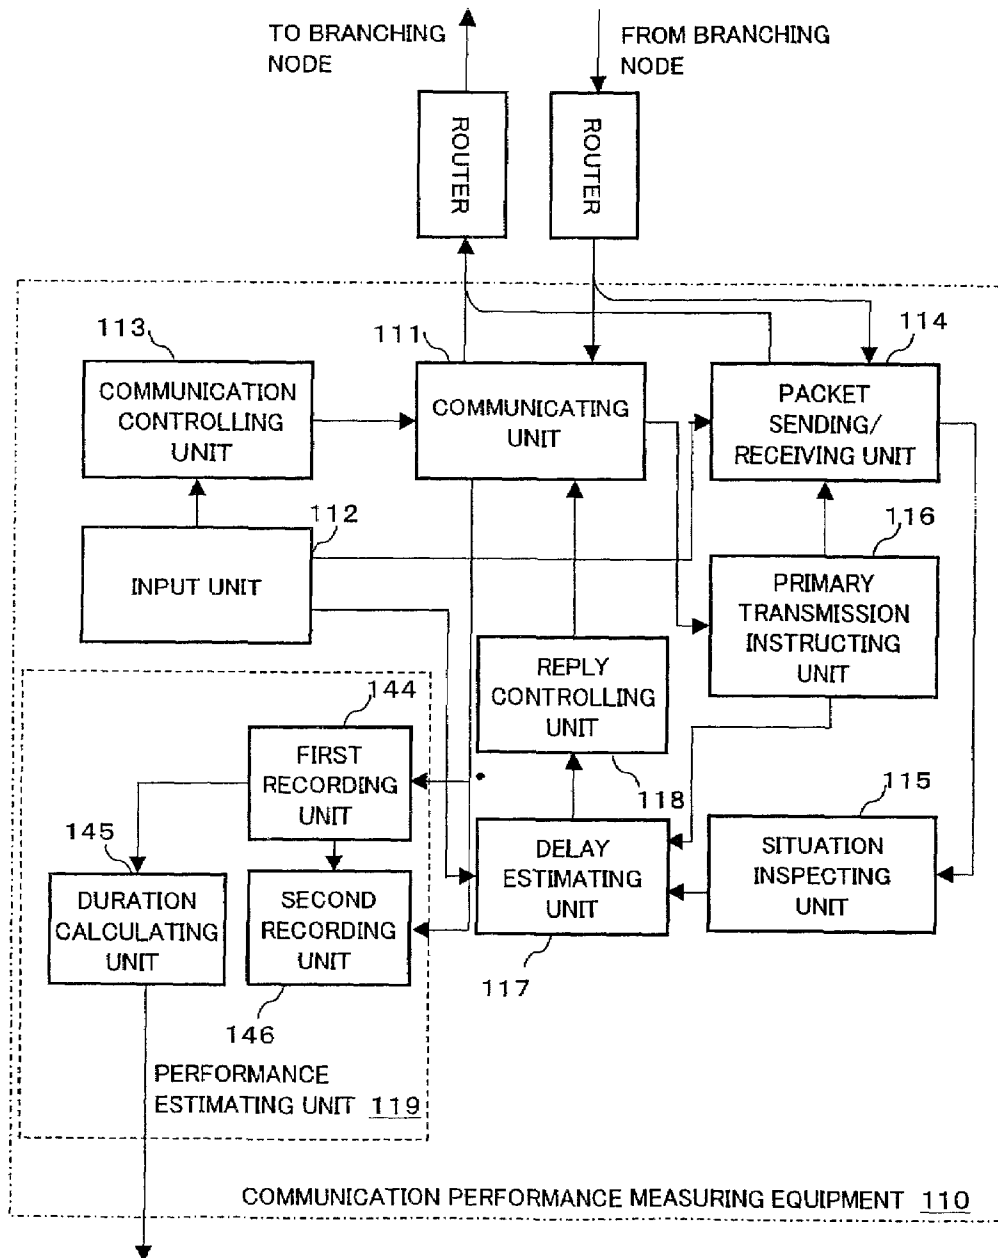 TO BRANCHING
NODE
FROM BRANCHING
NODE
ROUTER
ROUTER
113
111
114
COMMUNICATION
CONTROLLING
UNIT
COMMUNICATING
UNIT
PACKET
SENDING/
RECEIVING UNIT
112
116
INPUT UNIT
PRIMARY
TRANSMISSION
INSTRUCTING
UNIT
REPLY
CONTROLLING
UNIT
144
FIRST
RECORDING
UNIT
118
115
145
DELAY
ESTIMATING
UNIT
SITUATION
INSPECTING
UNIT
DURATION
CALCULATING
UNIT
SECOND
RECORDING
UNIT
117
146
PERFORMANCE
ESTIMATING UNIT 119
COMMUNICATION PERFORMANCE MEASURING EQUIPMENT 110